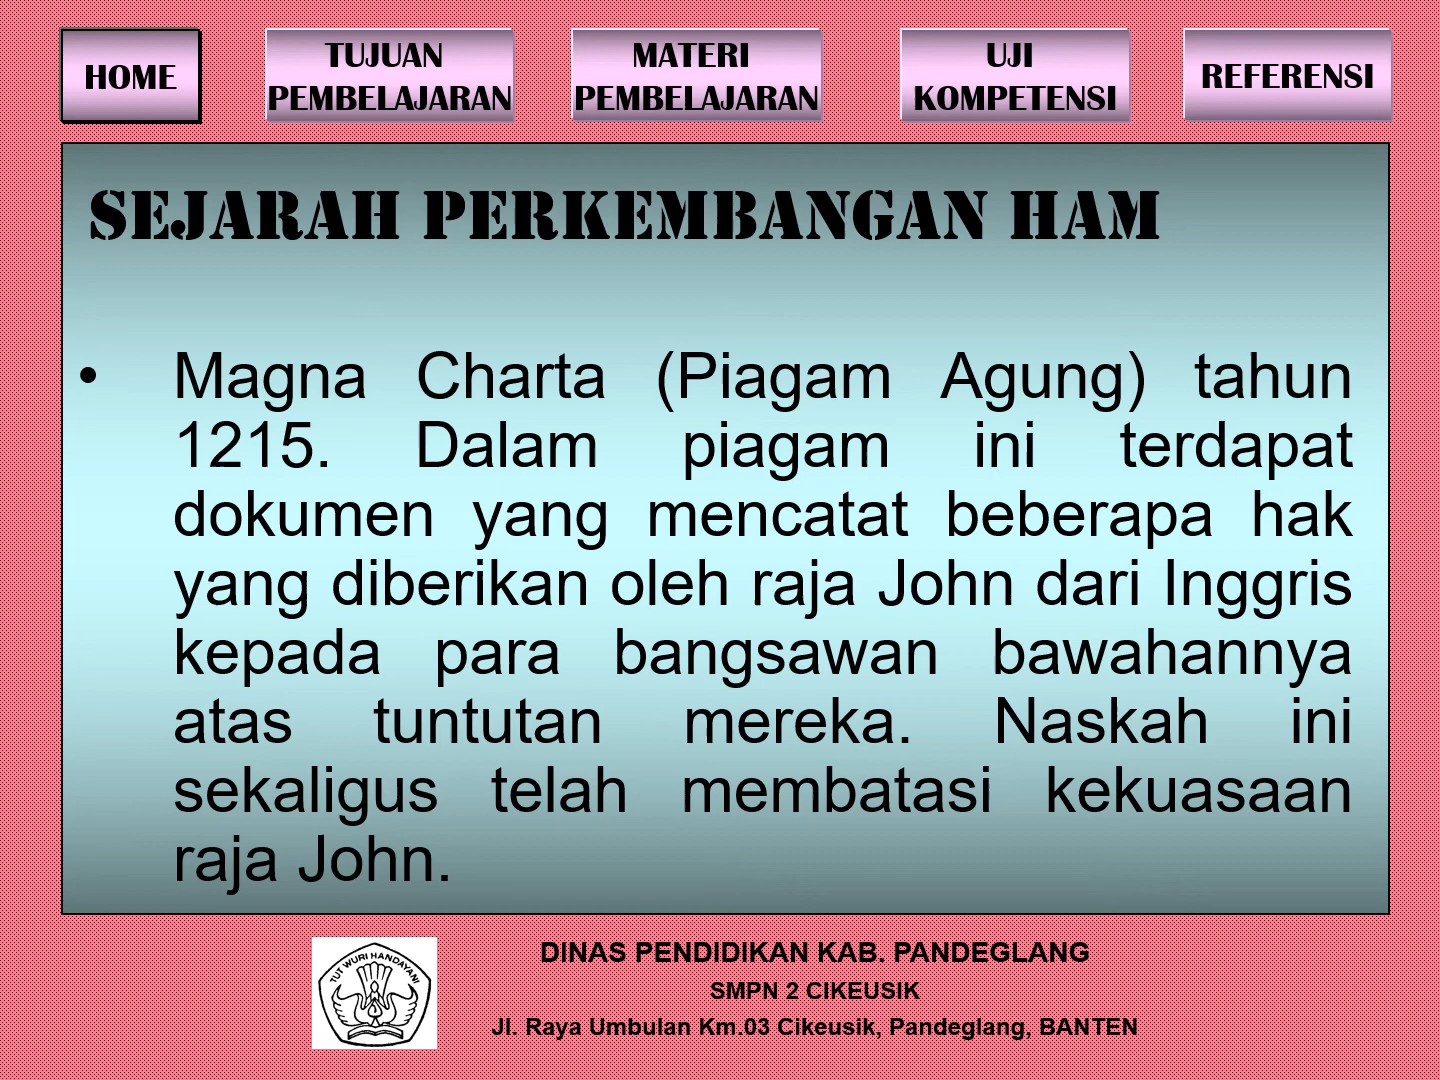 HOME
TUJUAN
PEMBELAJARAN
MATERI
PEMBELAJARAN
UJI
KOMPETENSI
REFERENSI
SEJARAH PERKEMBANGAN HAM
• Magna Charta (Piagam Agung) tahun
1215. Dalam piagam ini terdapat
dokumen yang mencatat beberapa hak
yang diberikan oleh raja John dari Inggris
kepada para bangsawan bawahannya
atas tuntutan mereka. Naskah ini
sekaligus telah membatasi kekuasaan
raja John.
TUT WURI HANDAYANI
DINAS PENDIDIKAN KAB. PANDEGLANG
SMPN 2 CIKEUSIK
Jl. Raya Umbulan Km.03 Cikeusik, Pandeglang, BANTEN